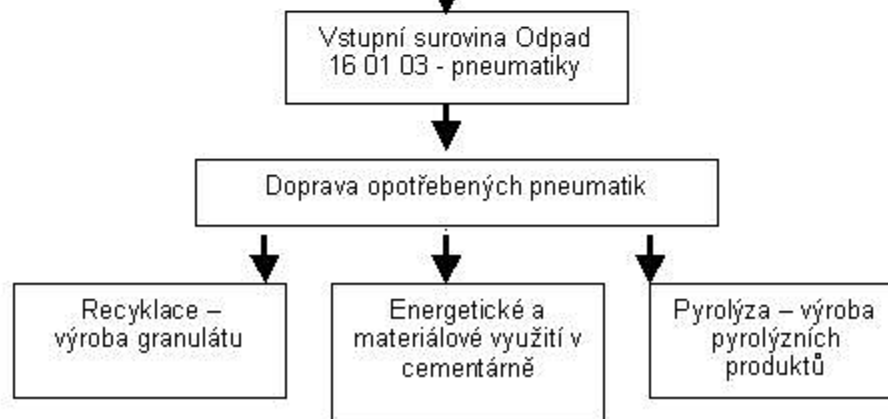 Vstupní surovina Odpad
16 01 03 - pneumatiky
Doprava opotřebených pneumatik
Recyklace –
výroba granulátu
Energetické a
materiálové využití v
cementárně
Pyrolýza – výroba
pyrolýzních
produktů